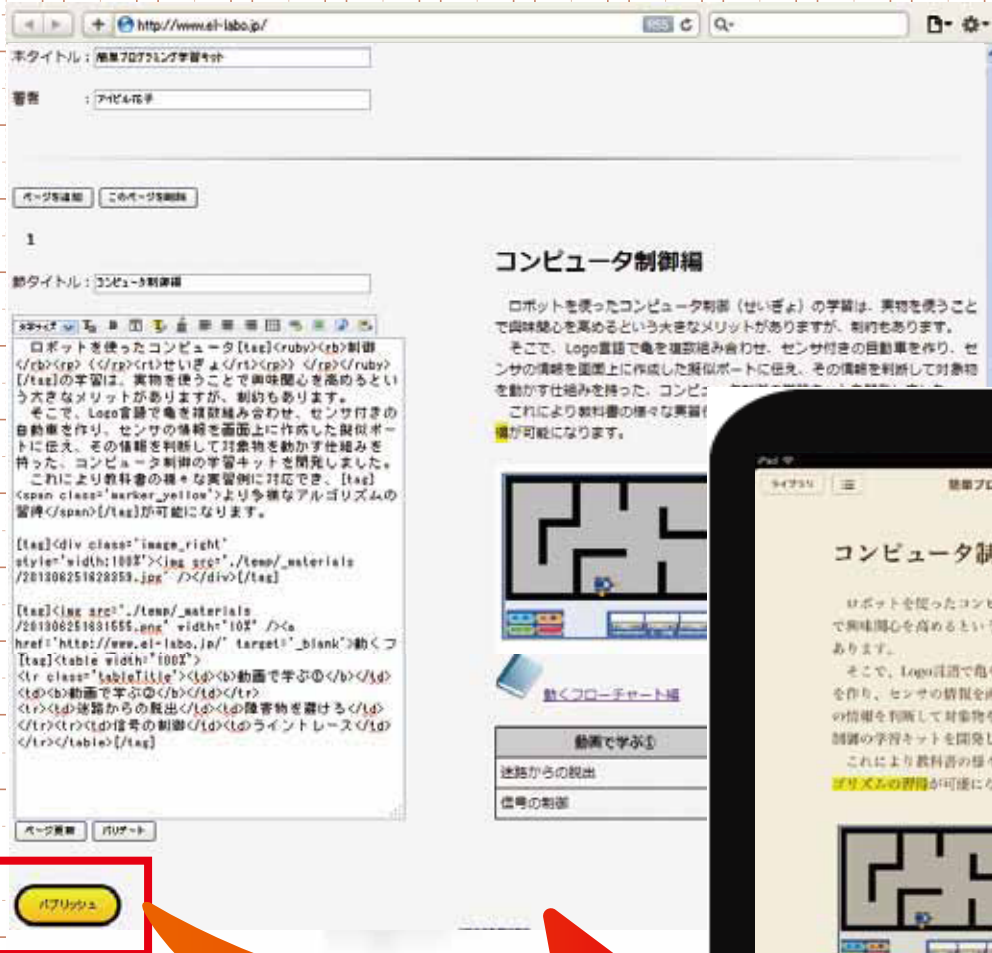 http://www.el-labo.jp/
RSS
本タイトル：簡単プログラミング学習キット
著者　　：アイピル花子
ページを追加　このページを削除
1
節タイトル：コンピュータ制御編
文字サイズ
　ロボットを使ったコンピュータ[tag]<ruby><rb>制御
</rb><rp>（</rp><rt>せいぎょ</rt><rp>）</rp></ruby>
[/tag]の学習は、実物を使うことで興味関心を高めるとい
う大きなメリットがありますが、制約もあります。
　そこで、Logo言語で亀を複数組み合わせ、センサ付きの
自動車を作り、センサの情報を画面上に作成した擬似ポー
トに伝え、その情報を判断して対象物を動かす仕組みを
持った、コンピュータ制御の学習キットを開発しました。
　これにより教科書の様々な実習例に対応でき、[tag]
<span class="marker_yellow">より多様なアルゴリズムの
習得</span>[/tag]が可能になります。
[tag]<div class="image_right"
style="width:100%"><img src="./temp/_materials
/201306251628359.jpg" /></div>[/tag]
[tag]<img src="./temp/_materials
/201306251631555.png" width="10%" /><a
href="http://www.el-labo.jp/" target="_blank">動くフ
[tag]<table width="100%">
<tr class="tableTitle"><td><b>動画で学ぶ①</b></td>
<td><b>動画で学ぶ②</b></td></tr>
<tr><td>迷路からの脱出</td><td>障害物を避ける</td>
</tr><tr><td>信号の制御</td><td>ライントレース</td>
</tr></table>[/tag]
ページ更新　バリデート
パブリッシュ
コンピュータ制御編
　ロボットを使ったコンピュータ制御（せいぎょ）の学習は、実物を使うこと
で興味関心を高めるという大きなメリットがありますが、制約もあります。
　そこで、Logo言語で亀を複数組み合わせ、センサ付きの自動車を作り、セ
ンサの情報を画面上に作成した擬似ポートに伝え、その情報を判断して対象物
を動かす仕組みを持った、コンピ
　これにより教科書の様々な実習
得が可能になります。
動くフローチャート編
動画で学ぶ①
迷路からの脱出
信号の制御
iPad
ライブラリ　簡単プロ
コンピュータ制
　ロボットを使ったコンピ
で興味関心を高めるという
あります。
　そこで、Logo言語で亀
を作り、センサの情報を画
の情報を判断して対象物を
制御の学習キットを開発し
　これにより教科書の様々
ゴリズムの習得が可能にな